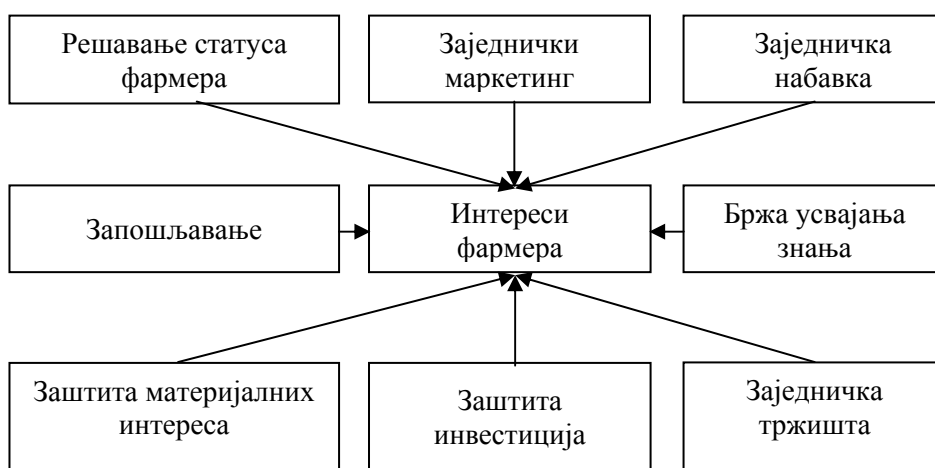 Решавање статуса
фармера
Заједнички
маркетинг
Заједничка
набавка
Запошљавање
Интереси
фармера
Бржа усвајања
знања
Заштита материјалних
интереса
Заштита
инвестиција
Заједничка
тржишта